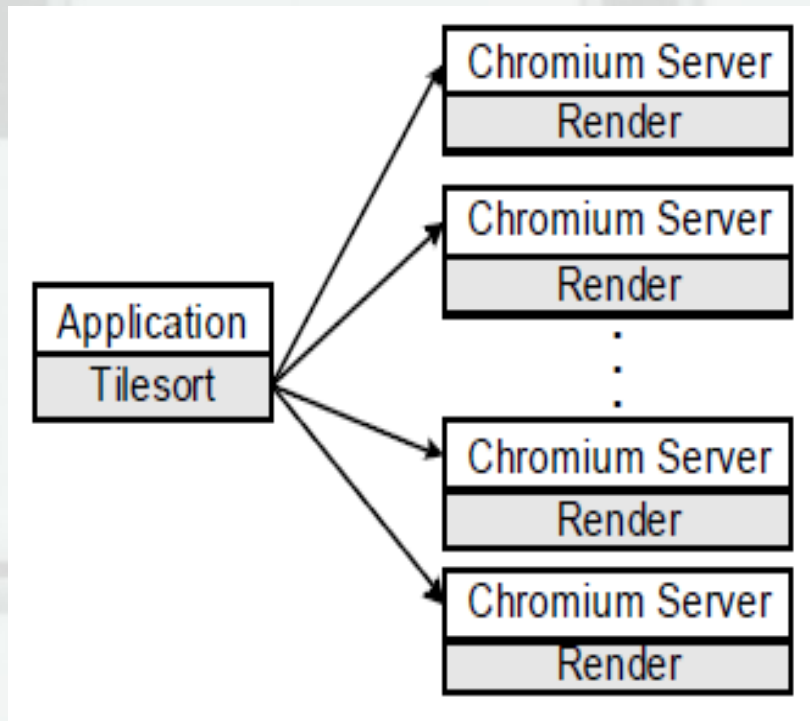 Chromium Server
Render
Chromium Server
Render
Application
Tilesort
Chromium Server
Render
Chromium Server
Render